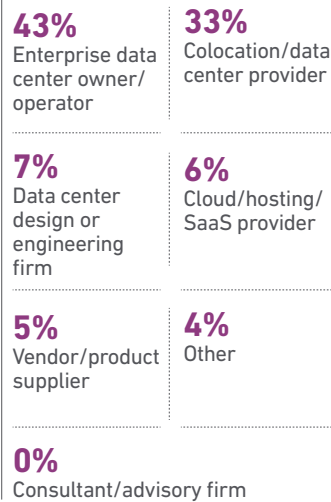 43%
Enterprise data
center owner/
operator
33%
Colocation/data
center provider
7%
Data center
design or
engineering
firm
6%
Cloud/hosting/
SaaS provider
5%
Vendor/product
supplier
4%
Other
0%
Consultant/advisory firm